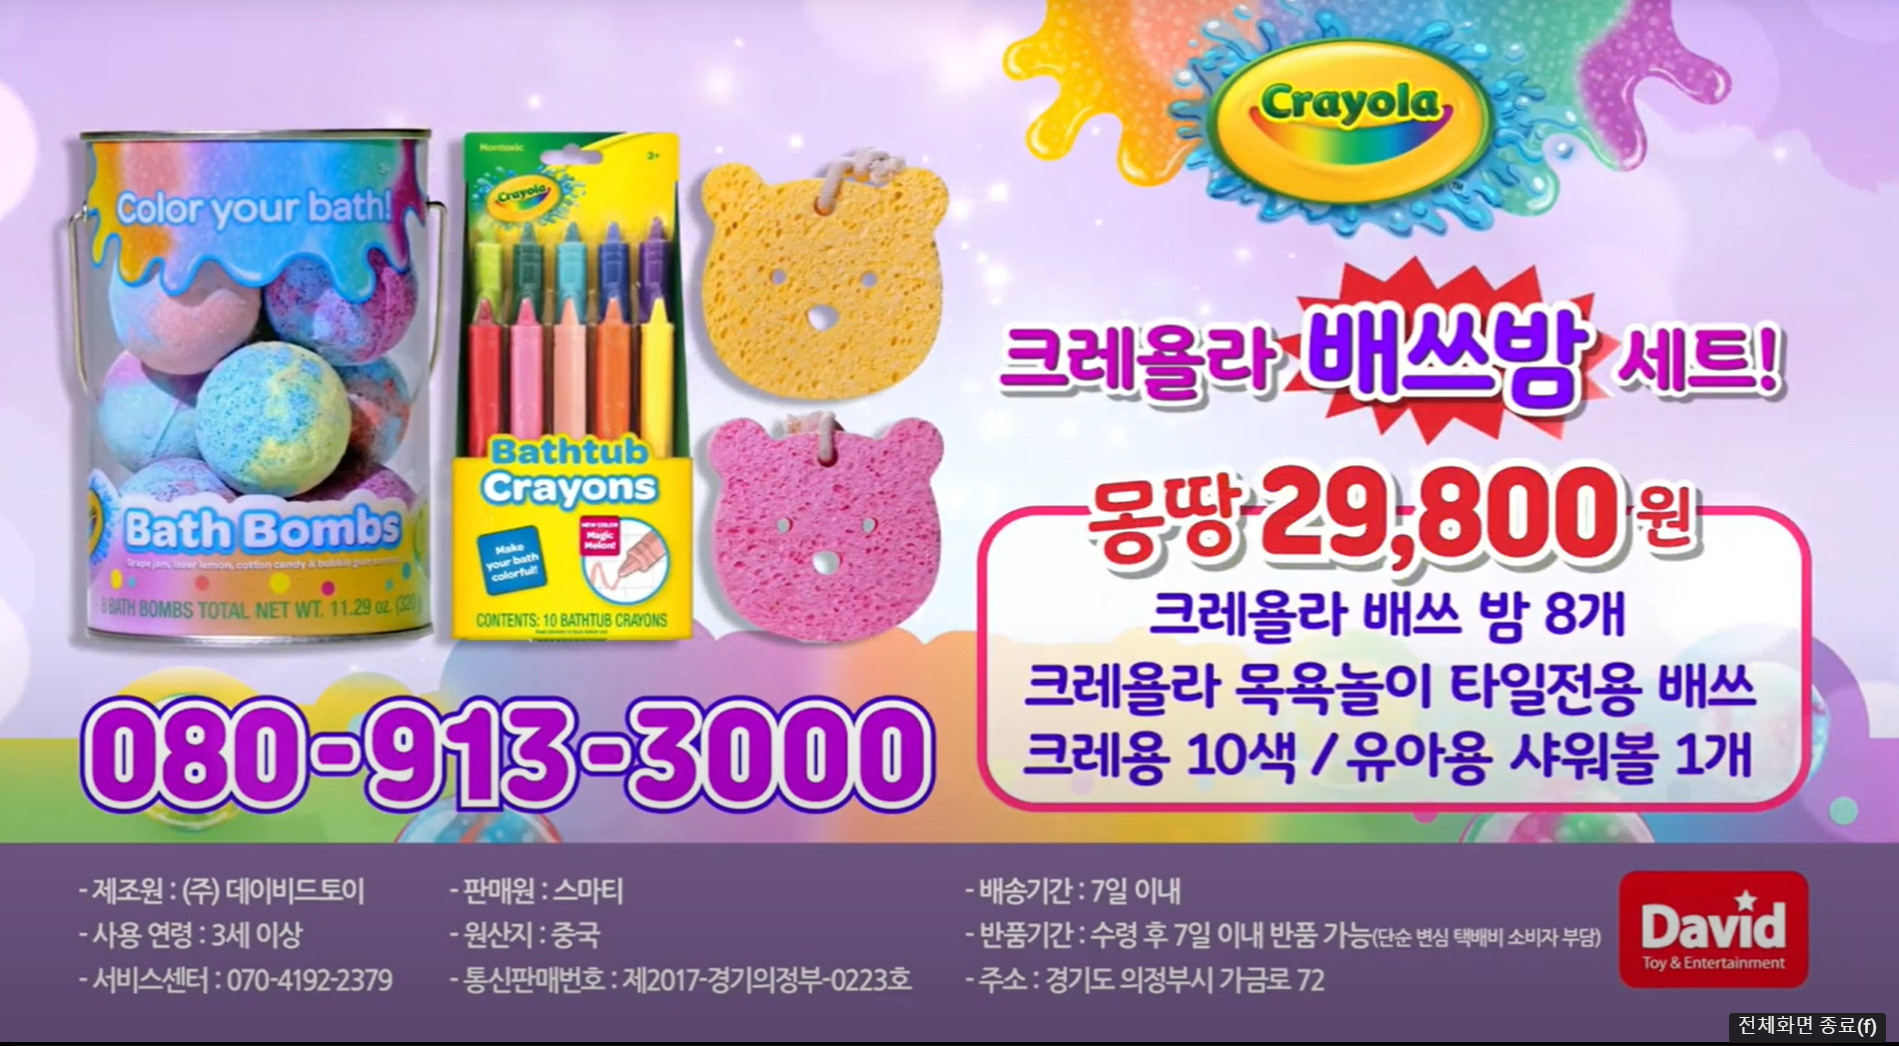 Crayola
Color your bath!
Bath Bombs
Grape jam, laser lemon, cotton candy & bubble gum
8 BATH BOMBS TOTAL NET WT. 11.29 oz.
Nontoxic
3+
Crayola
Bathtub
Crayons
Make
your bath
colorful!
NEW COLOR
Magic
Melon!
CONTENTS: 10 BATHTUB CRAYONS
크레욜라 배쓰밤 세트!
몽땅 29,800원
크레욜라 배쓰 밤 8개
크레욜라 목욕놀이 타일전용 배쓰
크레용 10색 / 유아용 샤워볼 1개
080-913-3000
- 제조원 : (주) 데이비드토이
- 사용 연령 : 3세 이상
- 서비스센터 : 070-4192-2379
- 판매원 : 스마티
- 원산지 : 중국
- 통신판매번호 : 제2017-경기의정부-0223호
- 배송기간 : 7일 이내
- 반품기간 : 수령 후 7일 이내 반품 가능(단순 변심 택배비 소비자 부담)
- 주소 : 경기도 의정부시 가금로 72
David
Toy & Entertainment
전체화면 종료(f)